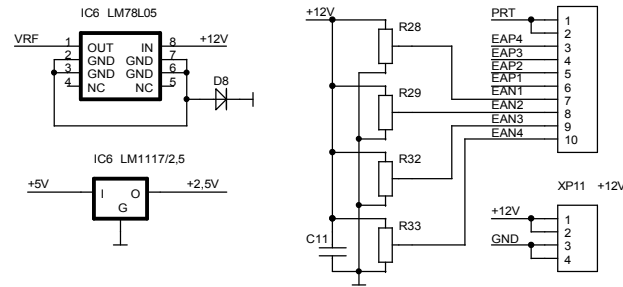 IC6 LM78L05
VRF 1 OUT IN 8 +12V
2 GND GND 7
3 GND GND 6
4 NC NC 5
D8
IC6 LM1117/2,5
+5V I O +2,5V
G
+12V
R28
R29
R32
R33
C11
PRT 1
2
EAP4 3
EAP3 4
EAP2 5
EAP1 6
EAN1 7
EAN2 8
EAN3 9
EAN4 10
XP11 +12V
+12V 1
2
GND 3
4